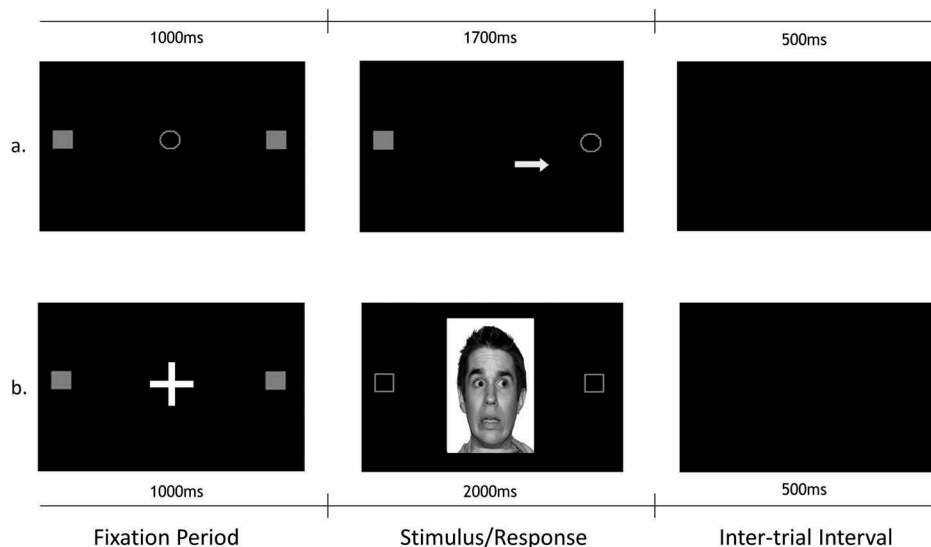 1000ms 1700ms 500ms
a.
b.
1000ms 2000ms 500ms
Fixation Period Stimulus/Response Inter-trial Interval